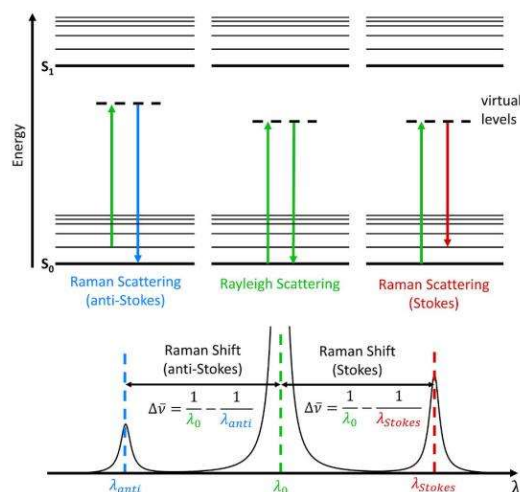 Energy
S₁
virtual
levels
S₀
Raman Scattering
(anti-Stokes)
Rayleigh Scattering
Raman Scattering
(Stokes)
Raman Shift
(anti-Stokes)
Δν̄ = 1/λ₀ - 1/λanti
Raman Shift
(Stokes)
Δν̄ = 1/λ₀ - 1/λStokes
λanti
λ₀
λStokes
λ